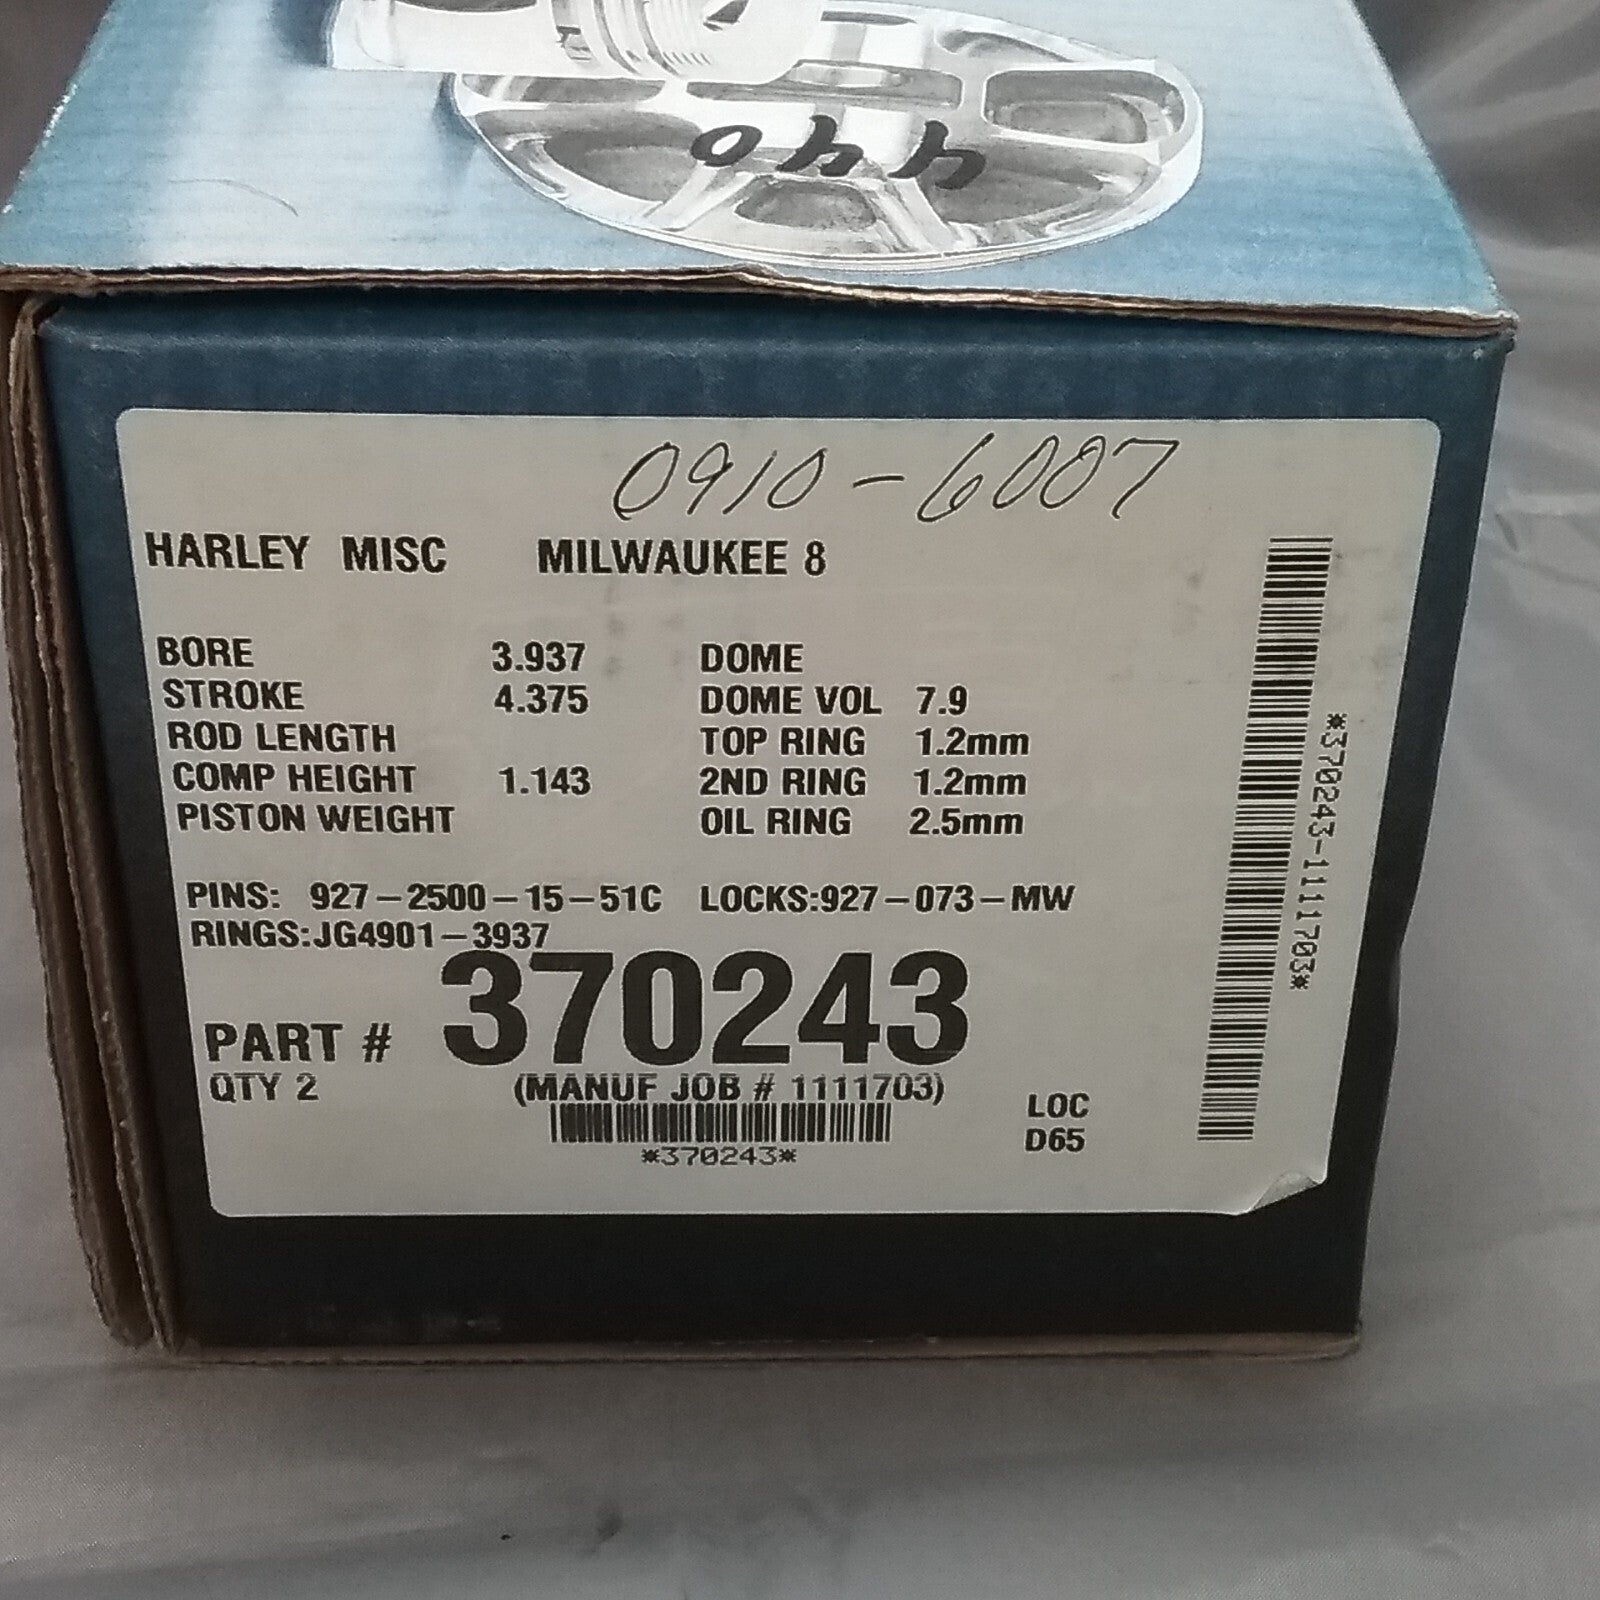 440
0910-6007
HARLEY MISC MILWAUKEE 8
BORE 3.937 DOME
STROKE 4.375 DOME VOL 7.9
ROD LENGTH TOP RING 1.2mm
COMP HEIGHT 1.143 2ND RING 1.2mm
PISTON WEIGHT OIL RING 2.5mm
PINS: 927-2500-15-51C LOCKS:927-073-MW
RINGS:JG4901-3937
PART # 370243
QTY 2 (MANUF JOB # 1111703)
*370243*
LOC
D65
*370243-1111703*